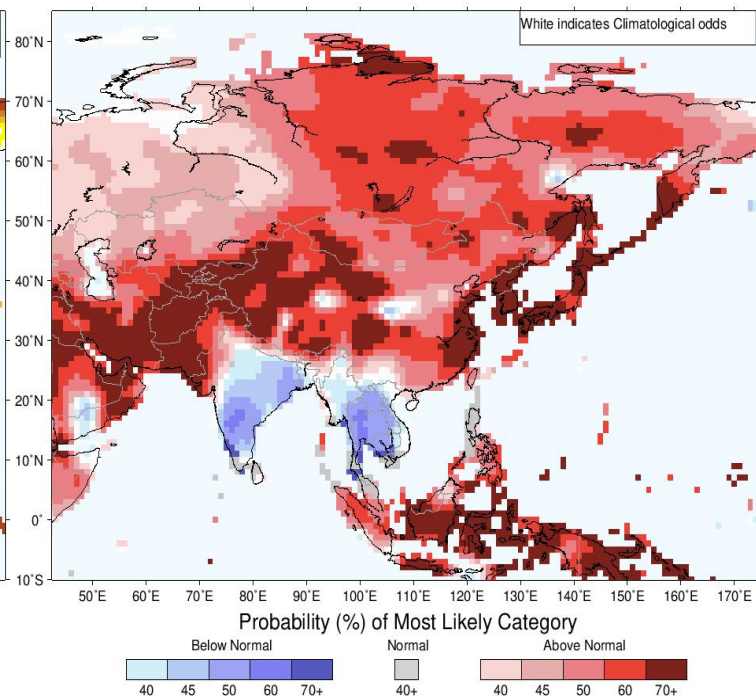 White indicates Climatological odds
80˚N
70˚N
60˚N
50˚N
40˚N
30˚N
20˚N
10˚N
0˚
10˚S
50˚E 60˚E 70˚E 80˚E 90˚E 100˚E 110˚E 120˚E 130˚E 140˚E 150˚E 160˚E 170˚E
Probability (%) of Most Likely Category
Below Normal Normal Above Normal
40 45 50 60 70+ 40+ 40 45 50 60 70+